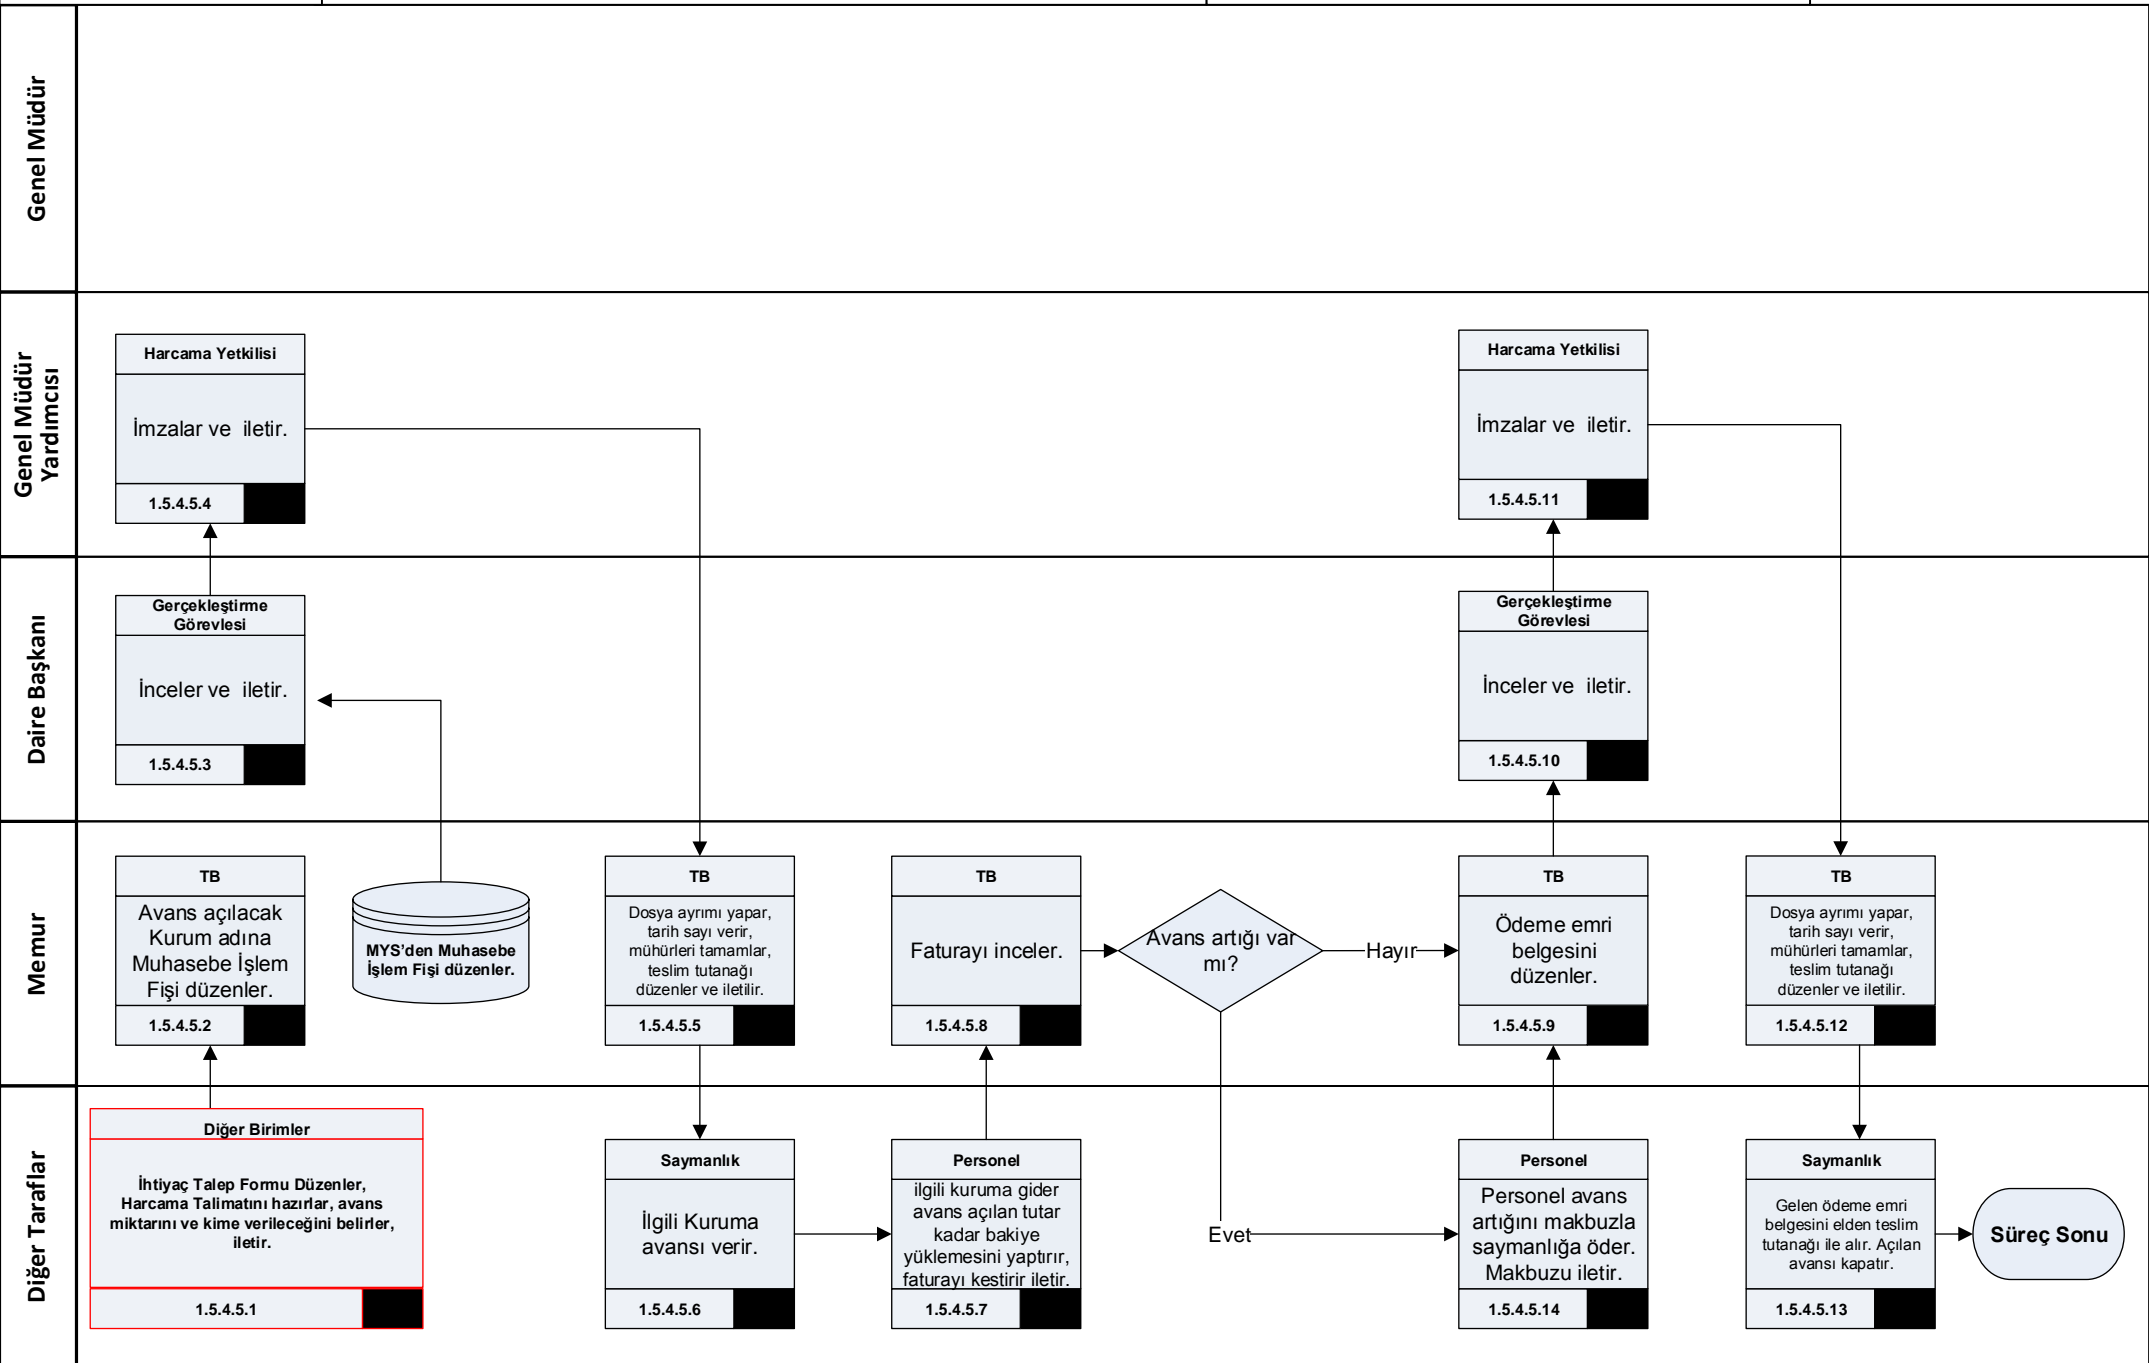 Genel Müdür
Genel Müdür
Yardımcısı
Harcama Yetkilisi
İmzalar ve iletir.
1.5.4.5.4
Harcama Yetkilisi
İmzalar ve iletir.
1.5.4.5.11
Daire Başkanı
Gerçekleştirme
Görevlesi
İnceler ve iletir.
1.5.4.5.3
Gerçekleştirme
Görevlesi
İnceler ve iletir.
1.5.4.5.10
Memur
TB
Avans açılacak
Kurum adına
Muhasebe İşlem
Fişi düzenler.
1.5.4.5.2
MYS’den Muhasebe
İşlem Fişi düzenler.
TB
Dosya ayrımı yapar,
tarih sayı verir,
mühürleri tamamlar,
teslim tutanağı
düzenler ve iletilir.
1.5.4.5.5
TB
Faturayı inceler.
1.5.4.5.8
Avans artığı var
mı?
Hayır
TB
Ödeme emri
belgesini
düzenler.
1.5.4.5.9
TB
Dosya ayrımı yapar,
tarih sayı verir,
mühürleri tamamlar,
teslim tutanağı
düzenler ve iletilir.
1.5.4.5.12
Diğer Taraflar
Diğer Birimler
İhtiyaç Talep Formu Düzenler,
Harcama Talimatını hazırlar, avans
miktarını ve kime verileceğini belirler,
iletir.
1.5.4.5.1
Saymanlık
İlgili Kuruma
avansı verir.
1.5.4.5.6
Personel
ilgili kuruma gider
avans açılan tutar
kadar bakiye
yüklemesini yaptırır,
faturayı kestirir iletir.
1.5.4.5.7
Evet
Personel
Personel avans
artığını makbuzla
saymanlığa öder.
Makbuzu iletir.
1.5.4.5.14
Saymanlık
Gelen ödeme emri
belgesini elden teslim
tutanağı ile alır. Açılan
avansı kapatır.
1.5.4.5.13
Süreç Sonu